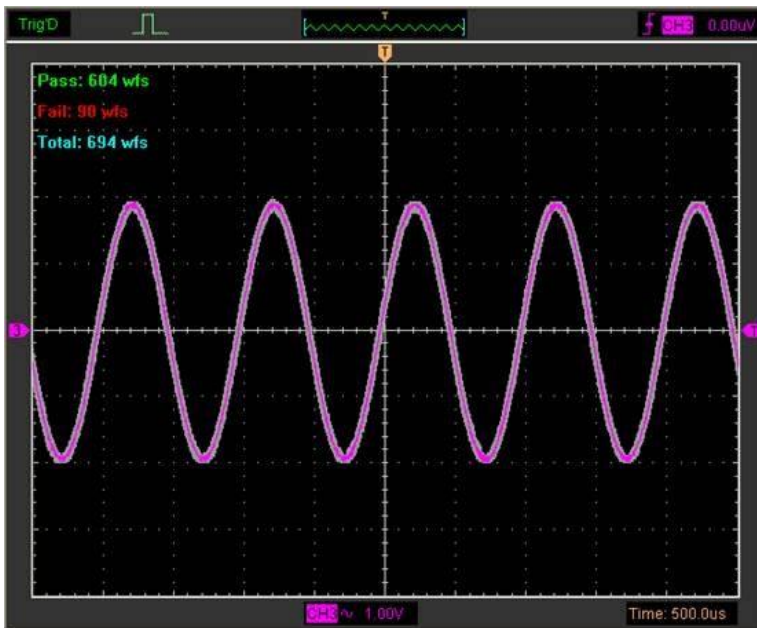 Trig'D
T
CH3 0.00uV
T
Pass: 604 wfs
Fail: 90 wfs
Total: 694 wfs
3
T
CH3 1.00V
Time: 500.0us